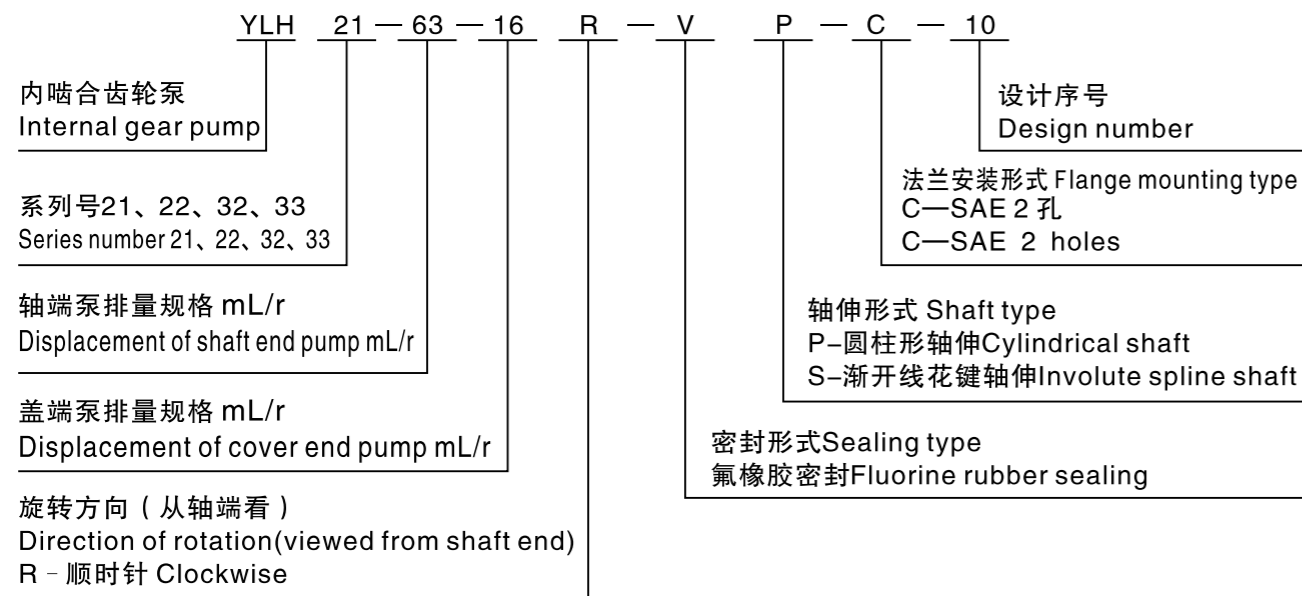 YLH 21 — 63 — 16 R — V P — C — 10
内啮合齿轮泵
Internal gear pump
系列号21、22、32、33
Series number 21、22、32、33
轴端泵排量规格 mL/r
Displacement of shaft end pump mL/r
盖端泵排量规格 mL/r
Displacement of cover end pump mL/r
旋转方向（从轴端看）
Direction of rotation(viewed from shaft end)
R－顺时针 Clockwise
设计序号
Design number
法兰安装形式 Flange mounting type
C—SAE 2 孔
C—SAE 2 holes
轴伸形式 Shaft type
P–圆柱形轴伸Cylindrical shaft
S–渐开线花键轴伸Involute spline shaft
密封形式Sealing type
氟橡胶密封Fluorine rubber sealing